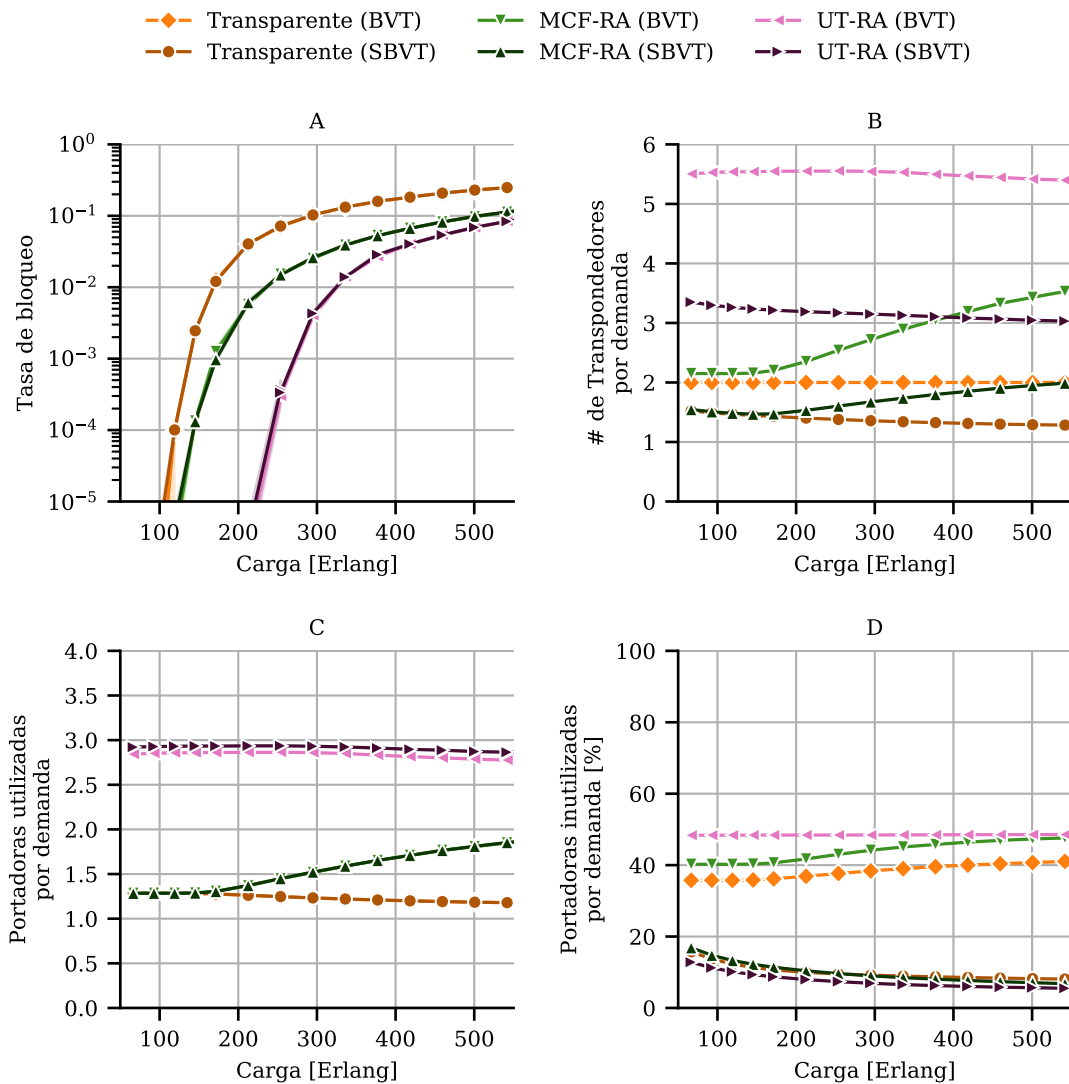 Transparente (BVT) MCF-RA (BVT) UT-RA (BVT)
Transparente (SBVT) MCF-RA (SBVT) UT-RA (SBVT)
A
Tasa de bloqueo
10⁰
10⁻¹
10⁻²
10⁻³
10⁻⁴
10⁻⁵
100 200 300 400 500
Carga [Erlang]
B
# de Transpondedores
por demanda
6
5
4
3
2
1
0
100 200 300 400 500
Carga [Erlang]
C
Portadoras utilizadas
por demanda
4.0
3.5
3.0
2.5
2.0
1.5
1.0
0.5
0.0
100 200 300 400 500
Carga [Erlang]
D
Portadores inutilizadas
por demanda [%]
100
80
60
40
20
0
100 200 300 400 500
Carga [Erlang]